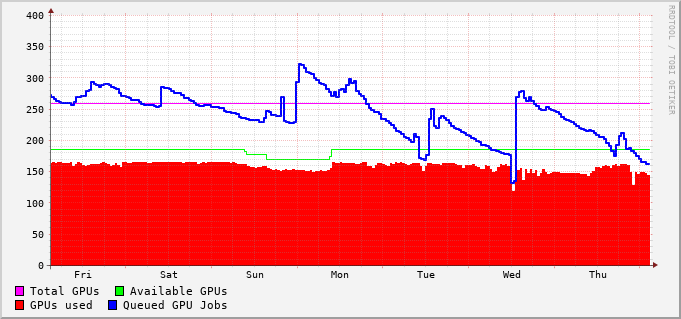 400
350
300
250
200
150
100
50
0
Fri Sat Sun Mon Tue Wed Thu
Total GPUs Available GPUs
GPUs used Queued GPU Jobs
RRDTOOL / TOBI OETIKER